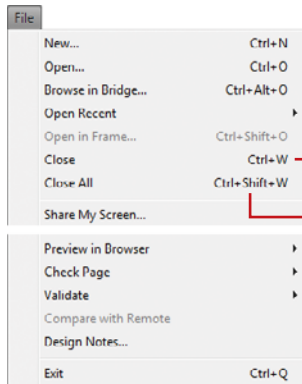 File
New... Ctrl+N
Open... Ctrl+O
Browse in Bridge... Ctrl+Alt+O
Open Recent
Open in Frame... Ctrl+Shift+O
Close Ctrl+W
Close All Ctrl+Shift+W
Share My Screen...
Preview in Browser
Check Page
Validate
Compare with Remote
Design Notes...
Exit Ctrl+Q